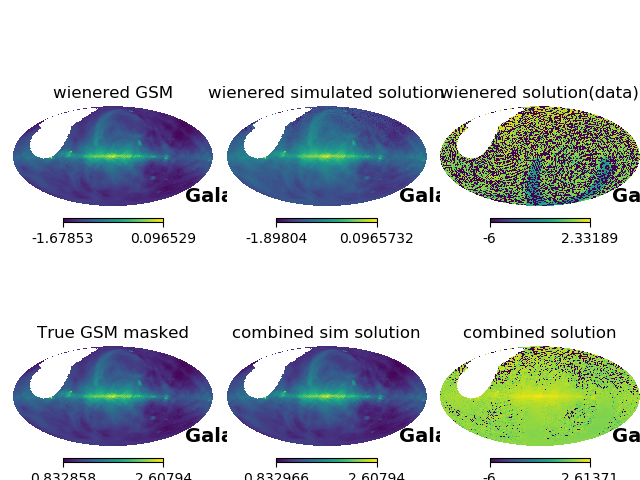 wienered GSM
wienered simulated solution
wienered solution(data)
Gala
Gala
Ga
-1.67853 0.096529
-1.89804 0.0965732
-6 2.33189
True GSM masked
combined sim solution
combined solution
Gala
Gala
Ga
0.832858 2.60794
0.832966 2.60794
-6 2.61371